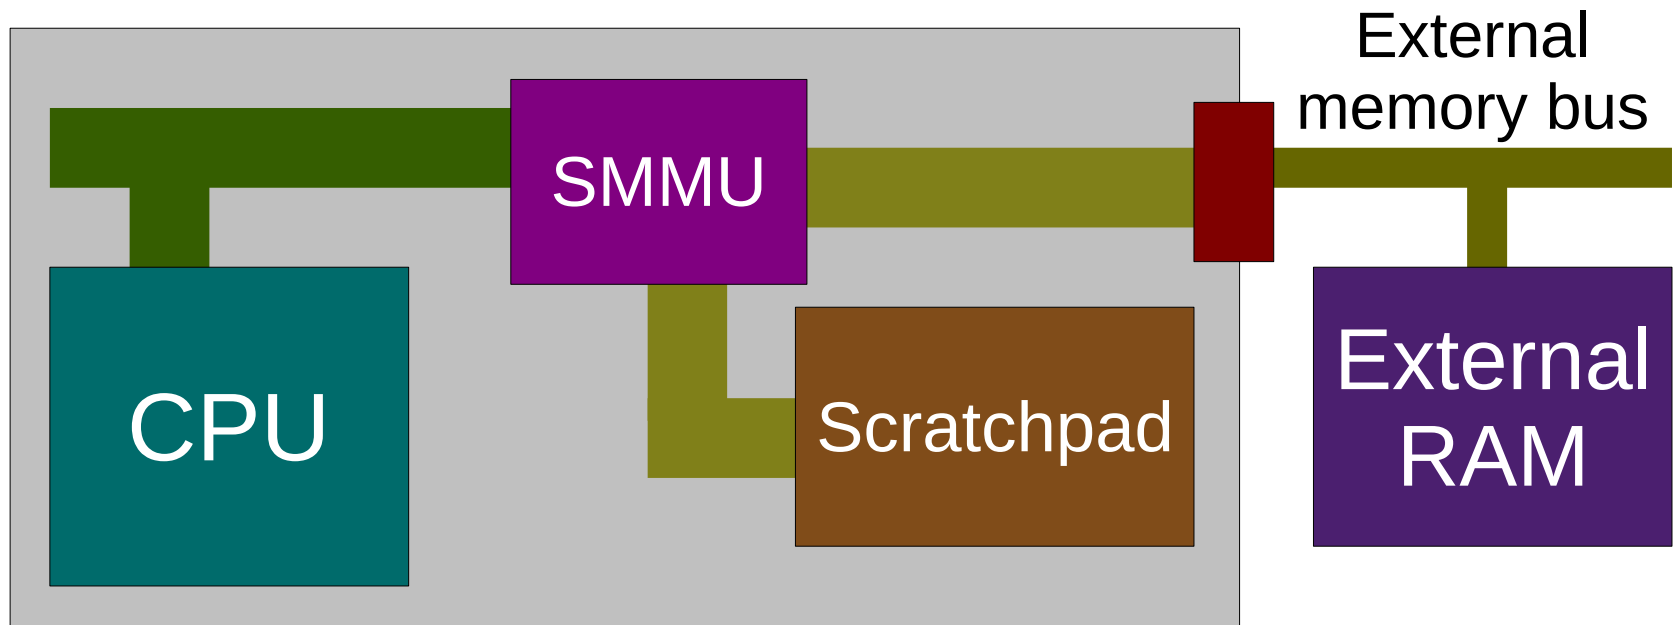 External
memory bus
SMMU
CPU
Scratchpad
External
RAM